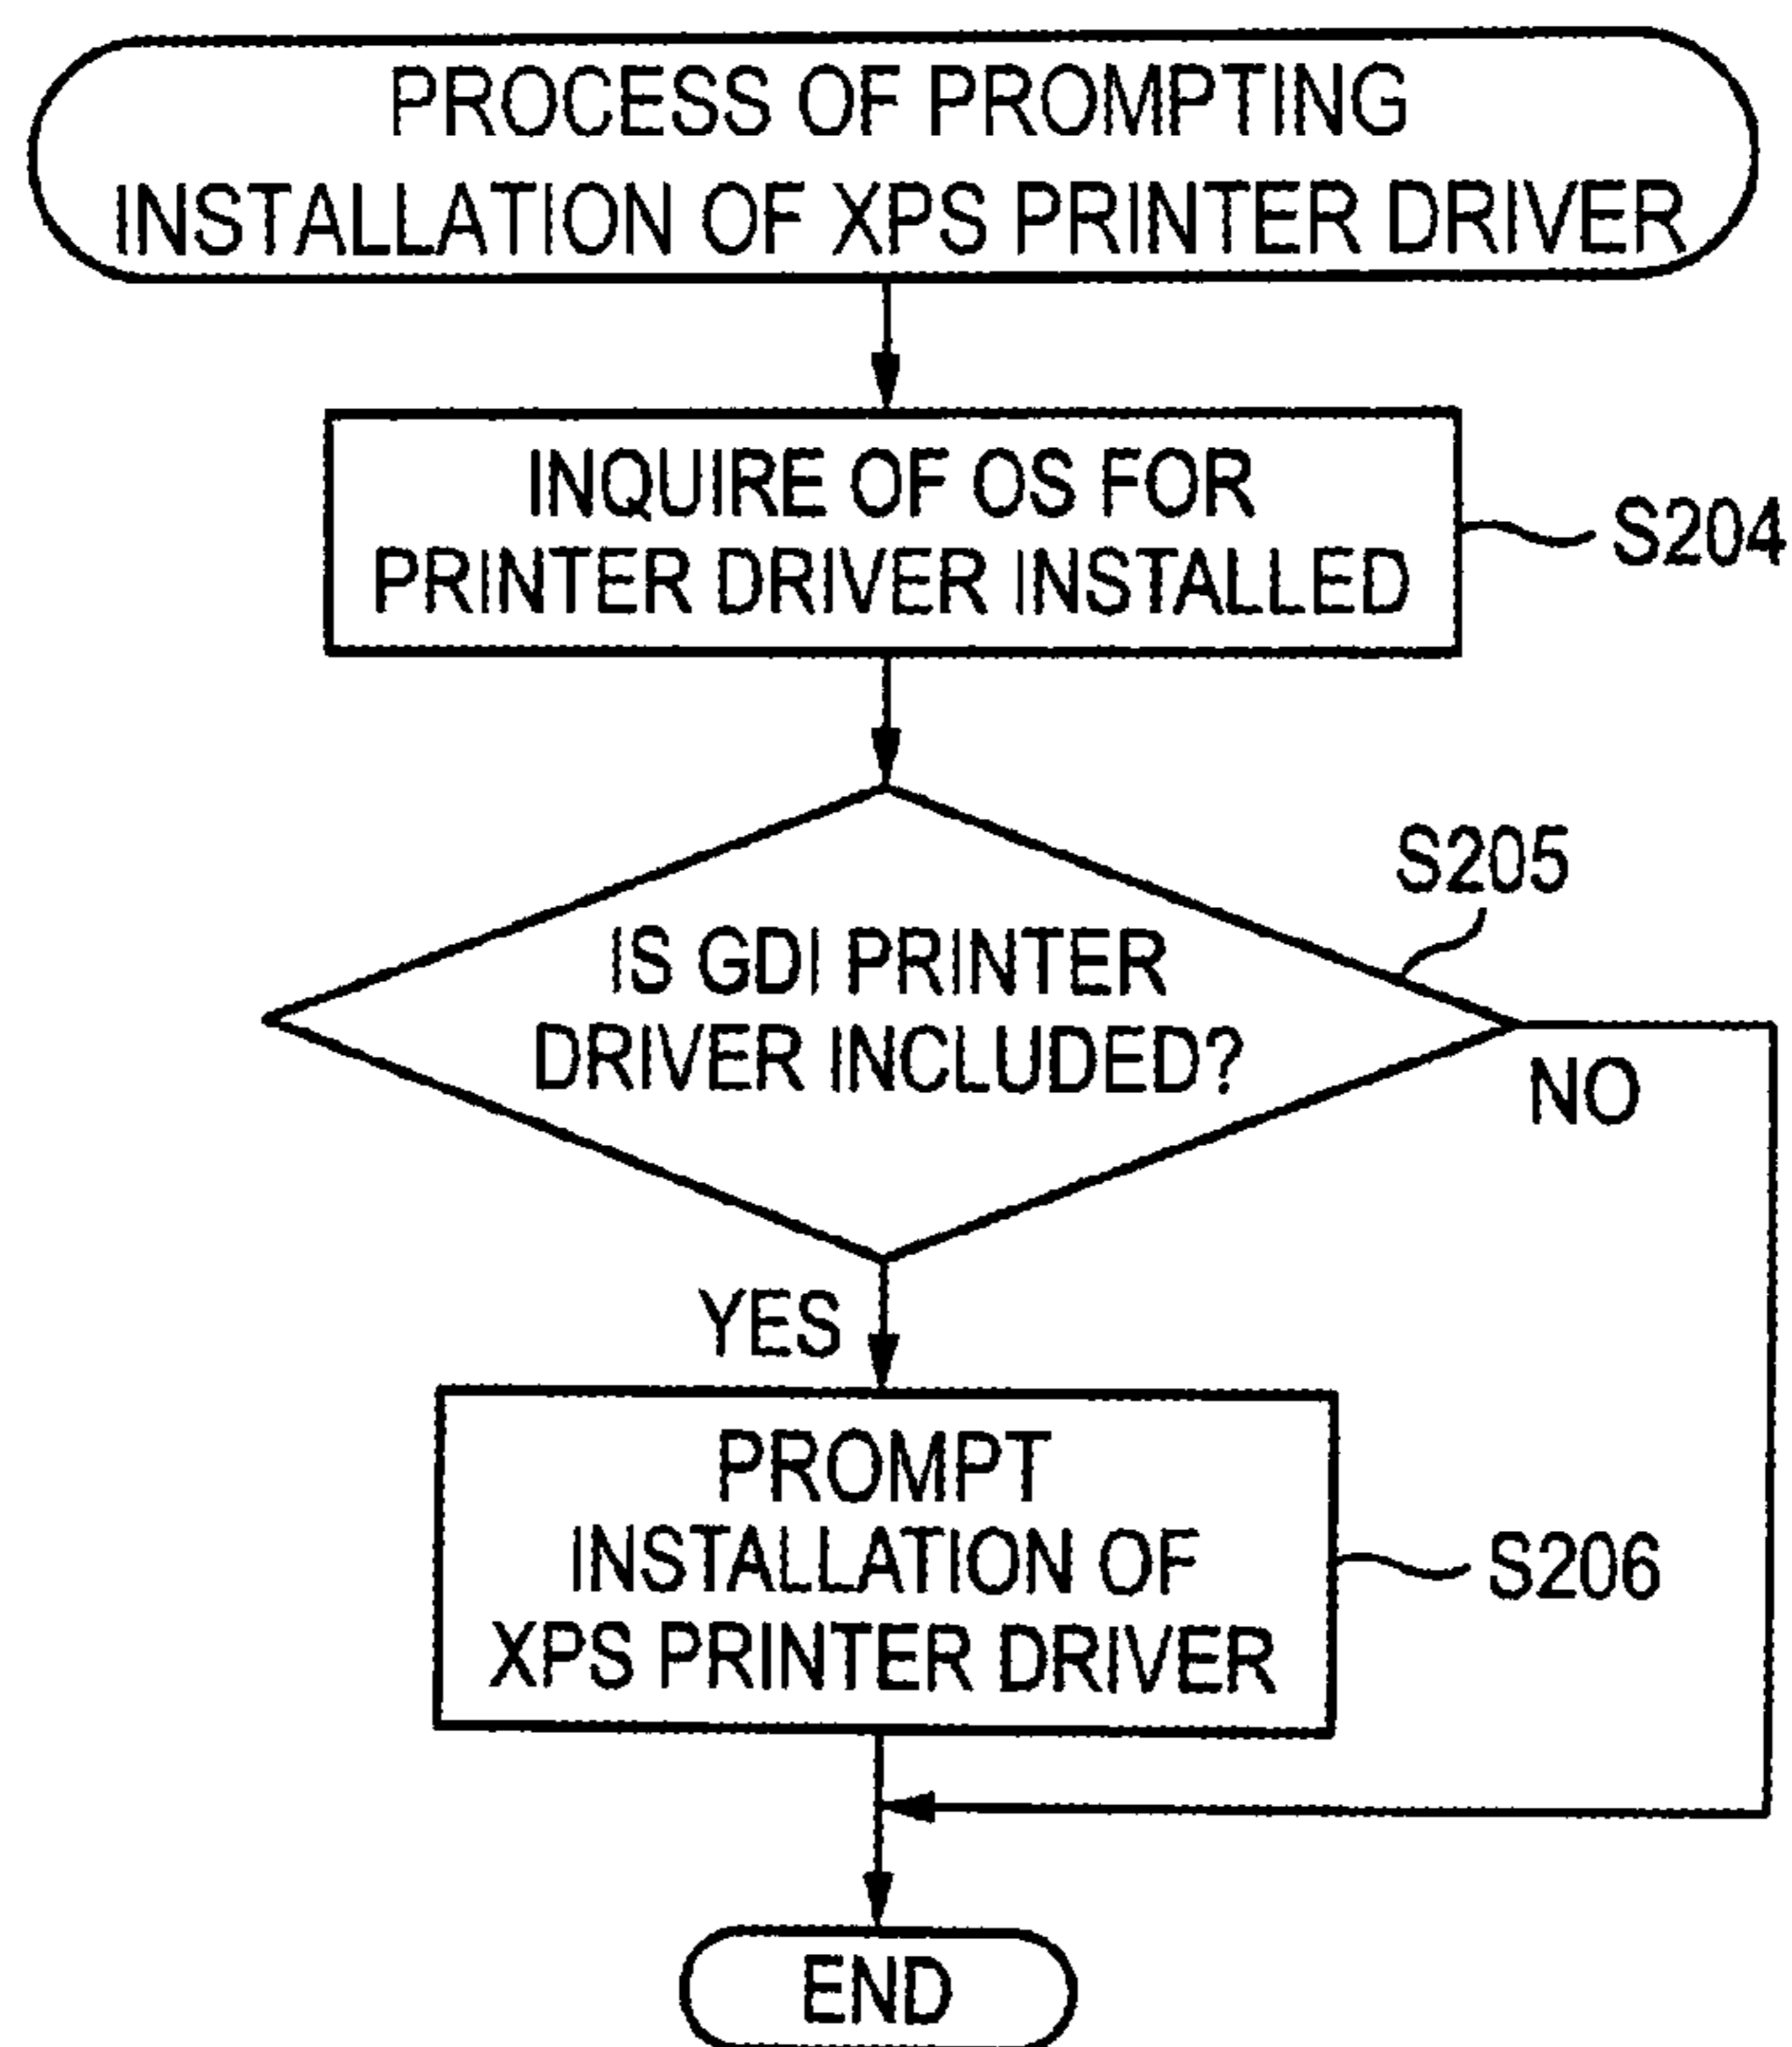 PROCESS OF PROMPTING
INSTALLATION OF XPS PRINTER DRIVER
INQUIRE OF OS FOR
PRINTER DRIVER INSTALLED
S204
S205
IS GDI PRINTER
DRIVER INCLUDED?
NO
YES
PROMPT
INSTALLATION OF
XPS PRINTER DRIVER
S206
END